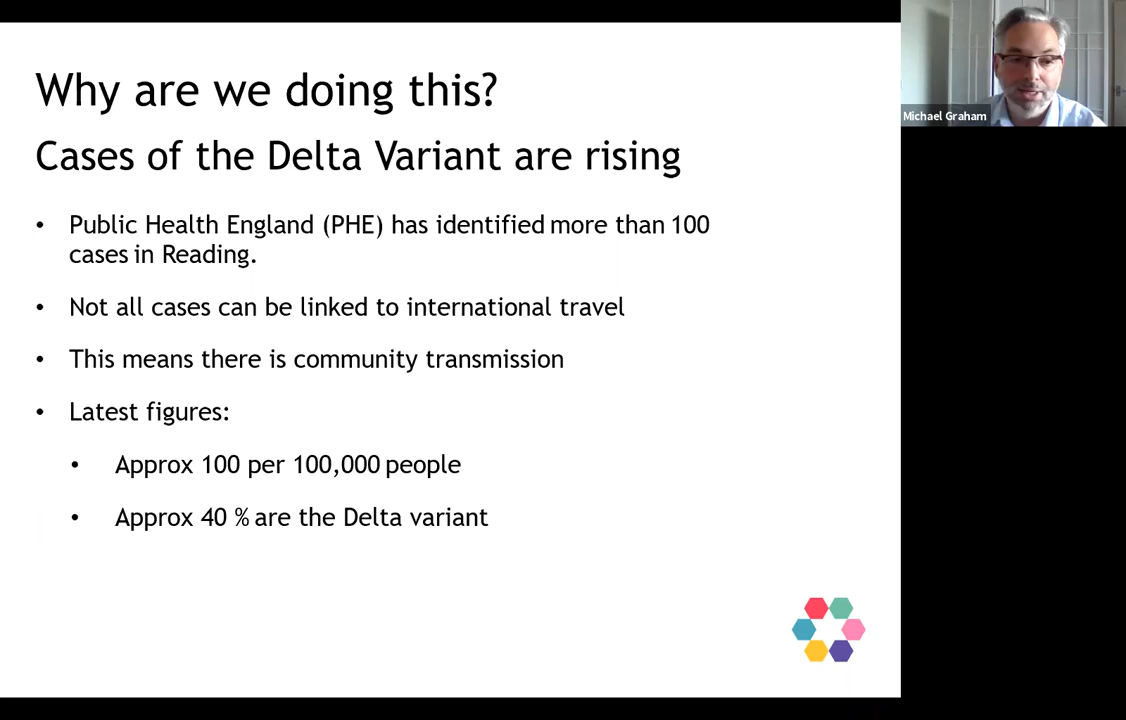 Why are we doing this?
Cases of the Delta Variant are rising
• Public Health England (PHE) has identified more than 100
cases in Reading.
• Not all cases can be linked to international travel
• This means there is community transmission
• Latest figures:
• Approx 100 per 100,000 people
• Approx 40 % are the Delta variant
Michael Graham